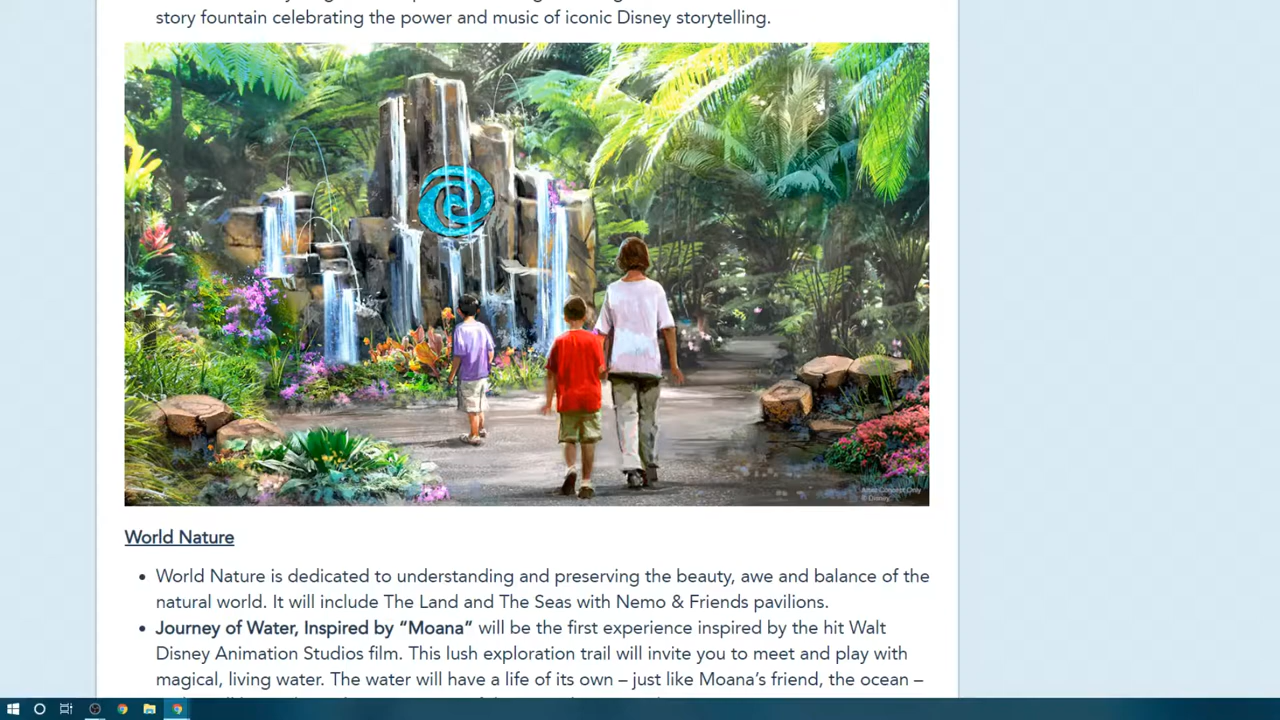 story fountain celebrating the power and music of iconic Disney storytelling.
Artist Concept Only
© Disney
World Nature
• World Nature is dedicated to understanding and preserving the beauty, awe and balance of the
natural world. It will include The Land and The Seas with Nemo & Friends pavilions.
• Journey of Water, Inspired by “Moana” will be the first experience inspired by the hit Walt
Disney Animation Studios film. This lush exploration trail will invite you to meet and play with
magical, living water. The water will have a life of its own – just like Moana’s friend, the ocean –